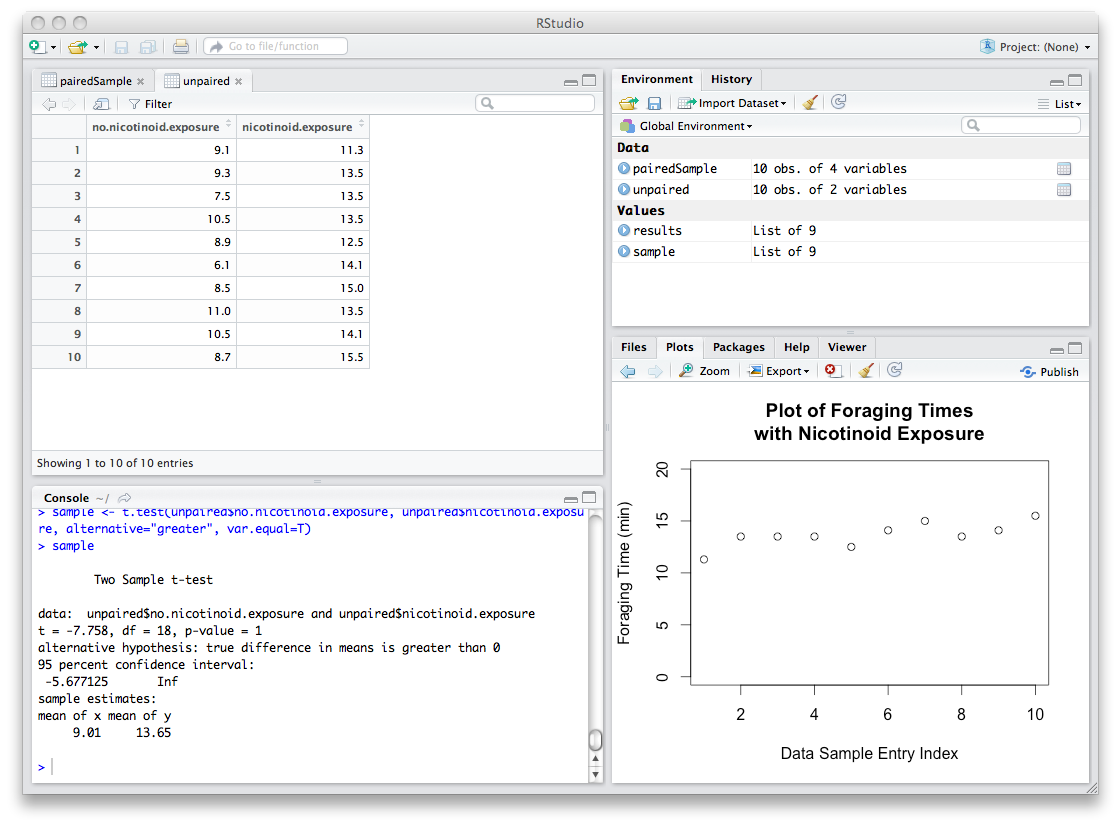 RStudio
Go to file/function
Project: (None)
pairedSample
unpaired
Filter
no.nicotinoid.exposure nicotinoid.exposure
1 9.1 11.3
2 9.3 13.5
3 7.5 13.5
4 10.5 13.5
5 8.9 12.5
6 6.1 14.1
7 8.5 15.0
8 11.0 13.5
9 10.5 14.1
10 8.7 15.5
Showing 1 to 10 of 10 entries
Console ~/
> sample <- t.test(unpaired$no.nicotinoid.exposure, unpaired$nicotinoid.exposu
re, alternative="greater", var.equal=T)
> sample
Two Sample t-test
data: unpaired$no.nicotinoid.exposure and unpaired$nicotinoid.exposure
t = -7.758, df = 18, p-value = 1
alternative hypothesis: true difference in means is greater than 0
95 percent confidence interval:
-5.677125 Inf
sample estimates:
mean of x mean of y
9.01 13.65
>
Environment History
Import Dataset List
Global Environment
Data
pairedSample 10 obs. of 4 variables
unpaired 10 obs. of 2 variables
Values
results List of 9
sample List of 9
Files Plots Packages Help Viewer
Zoom Export Publish
Plot of Foraging Times
with Nicotinoid Exposure
Foraging Time (min)
20
15
10
5
0
2 4 6 8 10
Data Sample Entry Index